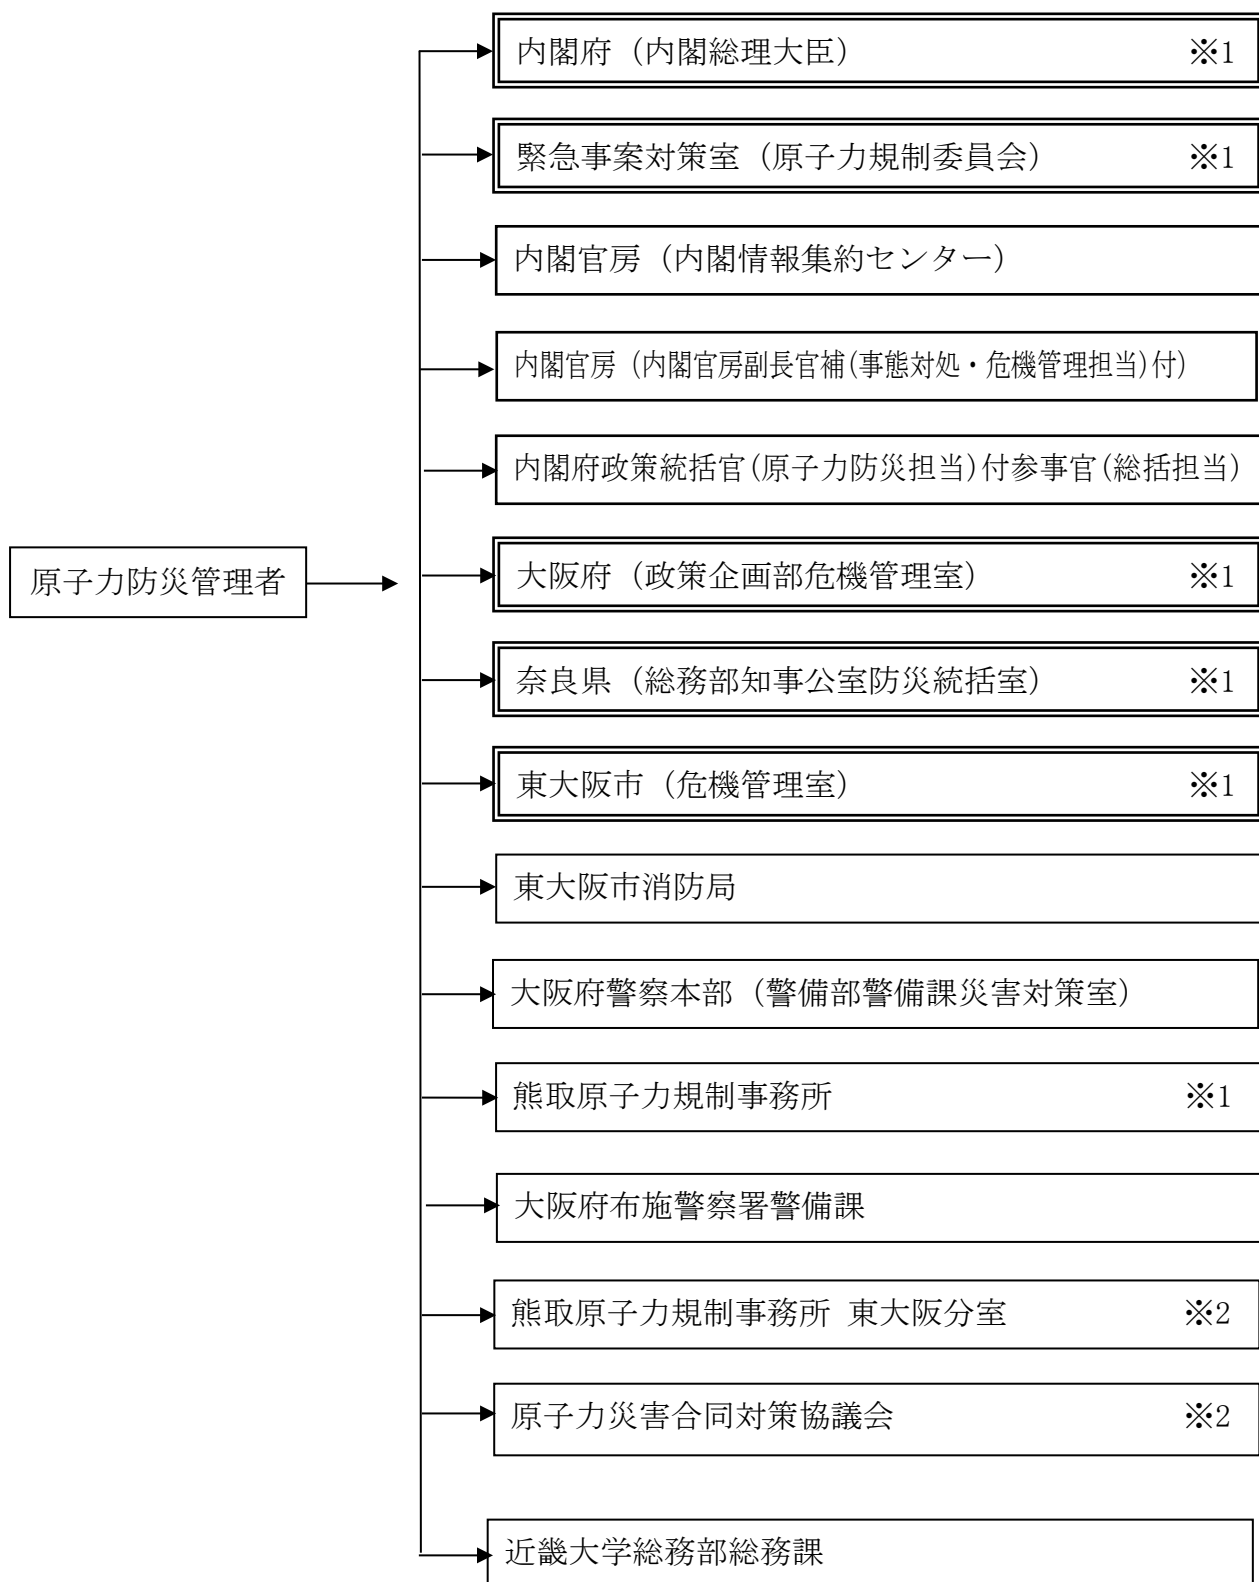 内閣府（内閣総理大臣） ※1
緊急事案対策室（原子力規制委員会） ※1
内閣官房（内閣情報集約センター）
内閣官房（内閣官房副長官補(事態対処・危機管理担当)付）
内閣府政策統括官(原子力防災担当)付参事官(総括担当)
原子力防災管理者
大阪府（政策企画部危機管理室） ※1
奈良県（総務部知事公室防災統括室） ※1
東大阪市（危機管理室） ※1
東大阪市消防局
大阪府警察本部（警備部警備課災害対策室）
熊取原子力規制事務所 ※1
大阪府布施警察署警備課
熊取原子力規制事務所 東大阪分室 ※2
原子力災害合同対策協議会 ※2
近畿大学総務部総務課